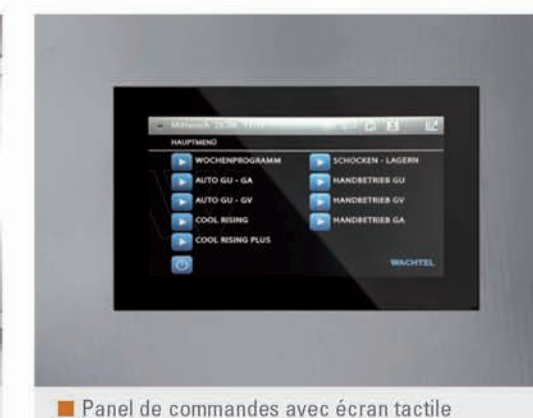 HAUPTMENÜ
WOCHENPROGRAMM
AUTO GU - GA
AUTO GU - GV
COOL RISING
COOL RISING PLUS
SCHOCKEN - LAGERN
HANDBETRIEB GU
HANDBETRIEB GV
HANDBETRIEB GA
WACHTEL
Panel de commandes avec écran tactile